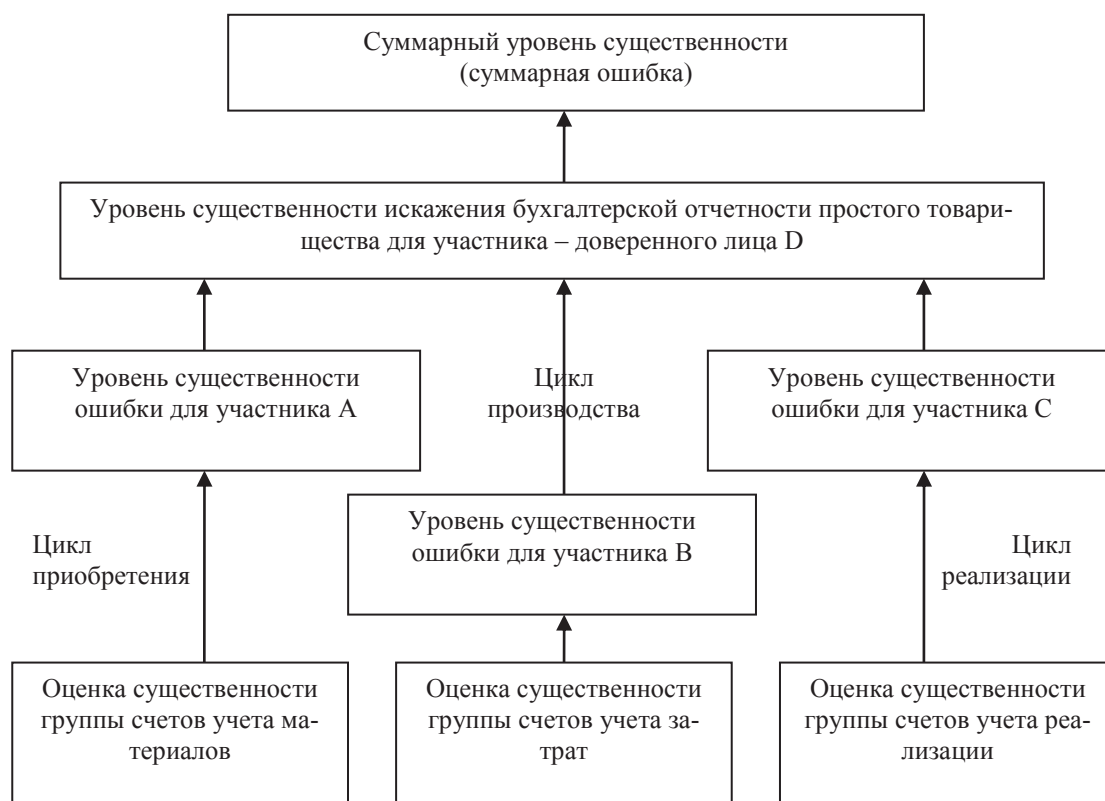 Суммарный уровень существенности
(суммарная ошибка)
Уровень существенности искажения бухгалтерской отчетности простого товари-
щества для участника – доверенного лица D
Уровень существенности
ошибки для участника А
Цикл
производства
Уровень существенности
ошибки для участника С
Уровень существенности
ошибки для участника В
Цикл
приобретения
Цикл
реализации
Оценка существенности
группы счетов учета ма-
териалов
Оценка существенности
группы счетов учета за-
трат
Оценка существенности
группы счетов учета реа-
лизации